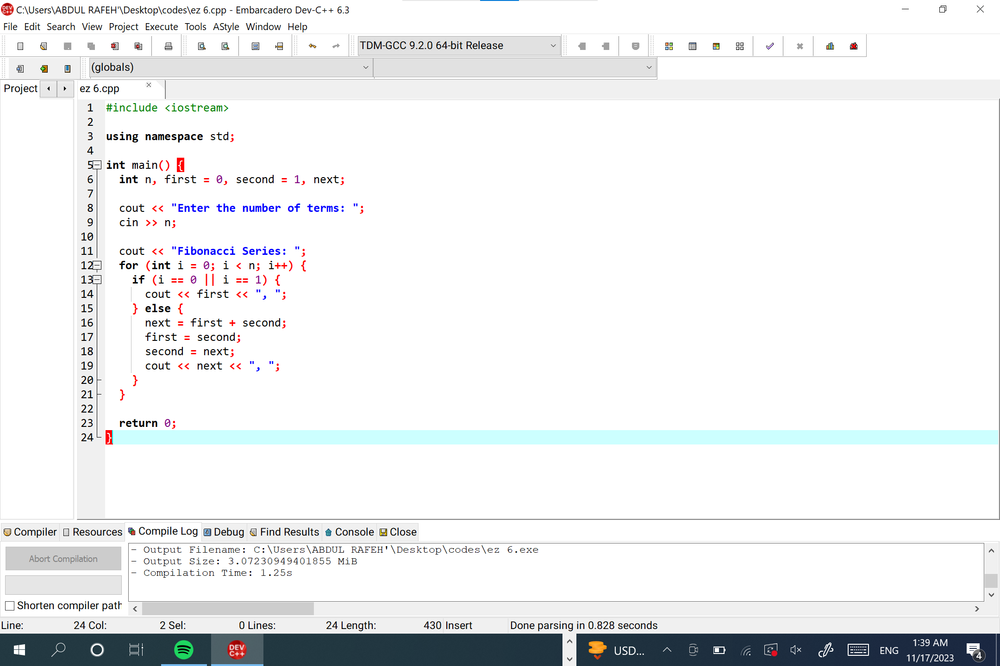 C:\Users\ABDUL RAFEH'\Desktop\codes\ez 6.cpp - Embarcadero Dev-C++ 6.3
File Edit Search View Project Execute Tools AStyle Window Help
TDM-GCC 9.2.0 64-bit Release
(globals)
Project ez 6.cpp
1 #include <iostream>
2
3 using namespace std;
4
5 int main() {
6   int n, first = 0, second = 1, next;
7
8   cout << "Enter the number of terms: ";
9   cin >> n;
10
11   cout << "Fibonacci Series: ";
12   for (int i = 0; i < n; i++) {
13     if (i == 0 || i == 1) {
14       cout << first << ", ";
15     } else {
16       next = first + second;
17       first = second;
18       second = next;
19       cout << next << ", ";
20     }
21   }
22
23   return 0;
24 }
Compiler Resources Compile Log Debug Find Results Console Close
Abort Compilation
Shorten compiler path
- Output Filename: C:\Users\ABDUL RAFEH'\Desktop\codes\ez 6.exe
- Output Size: 3.07230949401855 MiB
- Compilation Time: 1.25s
Line: 24 Col: 2 Sel: 0 Lines: 24 Length: 430 Insert Done parsing in 0.828 seconds
DEV C++
USD... ENG 1:39 AM
11/17/2023 4